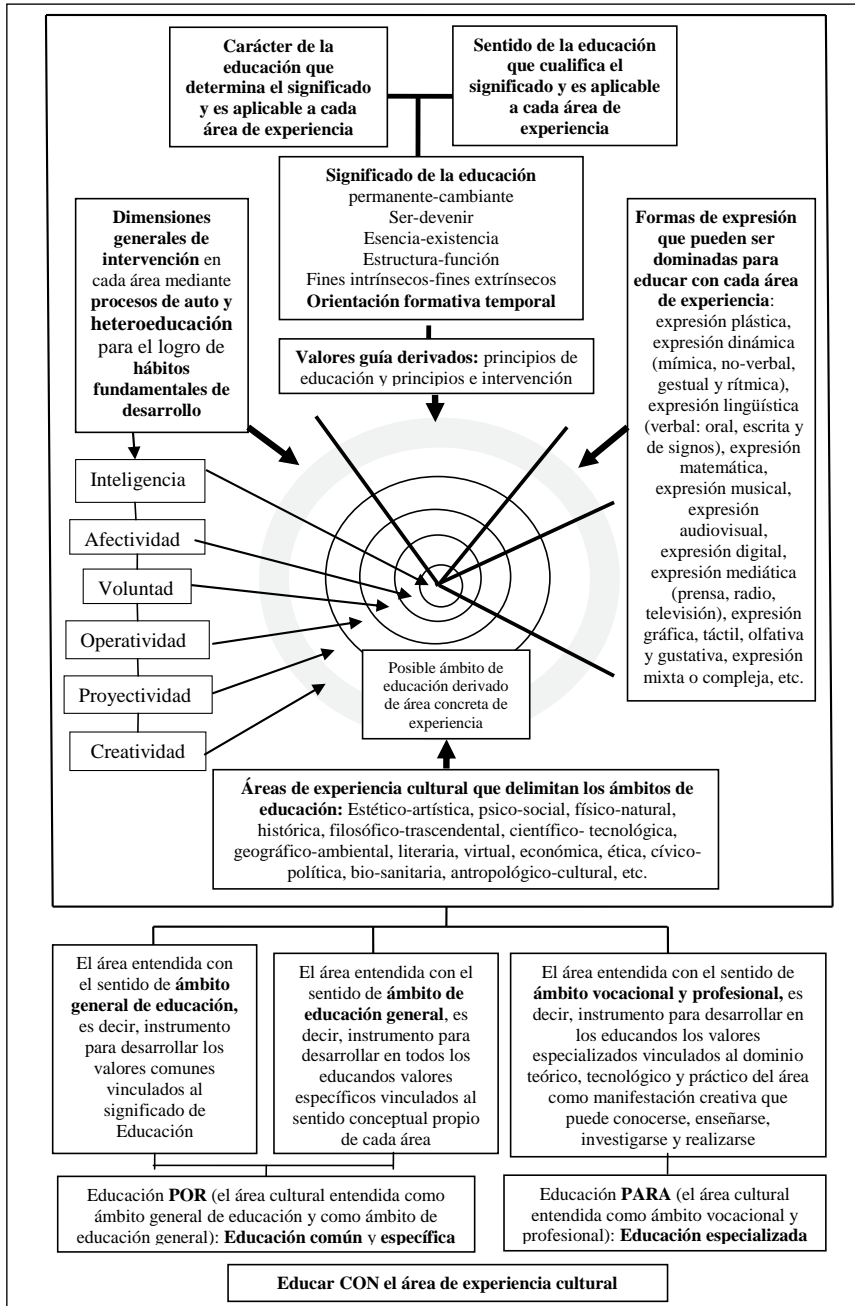 Carácter de la
educación que
determina el significado
y es aplicable a cada
área de experiencia
Sentido de la educación
que cualifica el
significado y es aplicable
a cada área de
experiencia
Significado de la educación
permanente-cambiante
Ser-devenir
Esencia-existencia
Estructura-función
Fines intrínsecos-fines extrínsecos
Orientación formativa temporal
Dimensiones
generales de
intervención en
cada área mediante
procesos de auto y
heteroeducación
para el logro de
hábitos
fundamentales de
desarrollo
Formas de expresión
que pueden ser
dominadas para
educar con cada área
de experiencia:
expresión plástica,
expresión dinámica
(mímica, no-verbal,
gestual y rítmica),
expresión lingüística
(verbal: oral, escrita y
de signos), expresión
matemática,
expresión musical,
expresión
audiovisual,
expresión digital,
expresión mediática
(prensa, radio,
televisión), expresión
gráfica, táctil, olfativa
y gustativa, expresión
mixta o compleja, etc.
Valores guía derivados: principios de
educación y principios e intervención
Inteligencia
Afectividad
Voluntad
Operatividad
Proyectividad
Creatividad
Posible ámbito de
educación derivado
de área concreta de
experiencia
Áreas de experiencia cultural que delimitan los ámbitos de
educación: Estético-artística, psico-social, físico-natural,
histórica, filosófico-trascendental, científico- tecnológica,
geográfico-ambiental, literaria, virtual, económica, ética, cívico-
política, bio-sanitaria, antropológico-cultural, etc.
El área entendida con
el sentido de ámbito
general de educación,
es decir, instrumento
para desarrollar los
valores comunes
vinculados al
significado de
Educación
El área entendida con el
sentido de ámbito de
educación general, es
decir, instrumento para
desarrollar en todos los
educandos valores
específicos vinculados al
sentido conceptual propio
de cada área
El área entendida con el sentido de
ámbito vocacional y profesional, es
decir, instrumento para desarrollar en
los educandos los valores
especializados vinculados al dominio
teórico, tecnológico y práctico del área
como manifestación creativa que
puede conocerse, enseñarse,
investigarse y realizarse
Educación POR (el área cultural entendida como
ámbito general de educación y como ámbito de
educación general): Educación común y específica
Educación PARA (el área cultural
entendida como ámbito vocacional y
profesional): Educación especializada
Educar CON el área de experiencia cultural